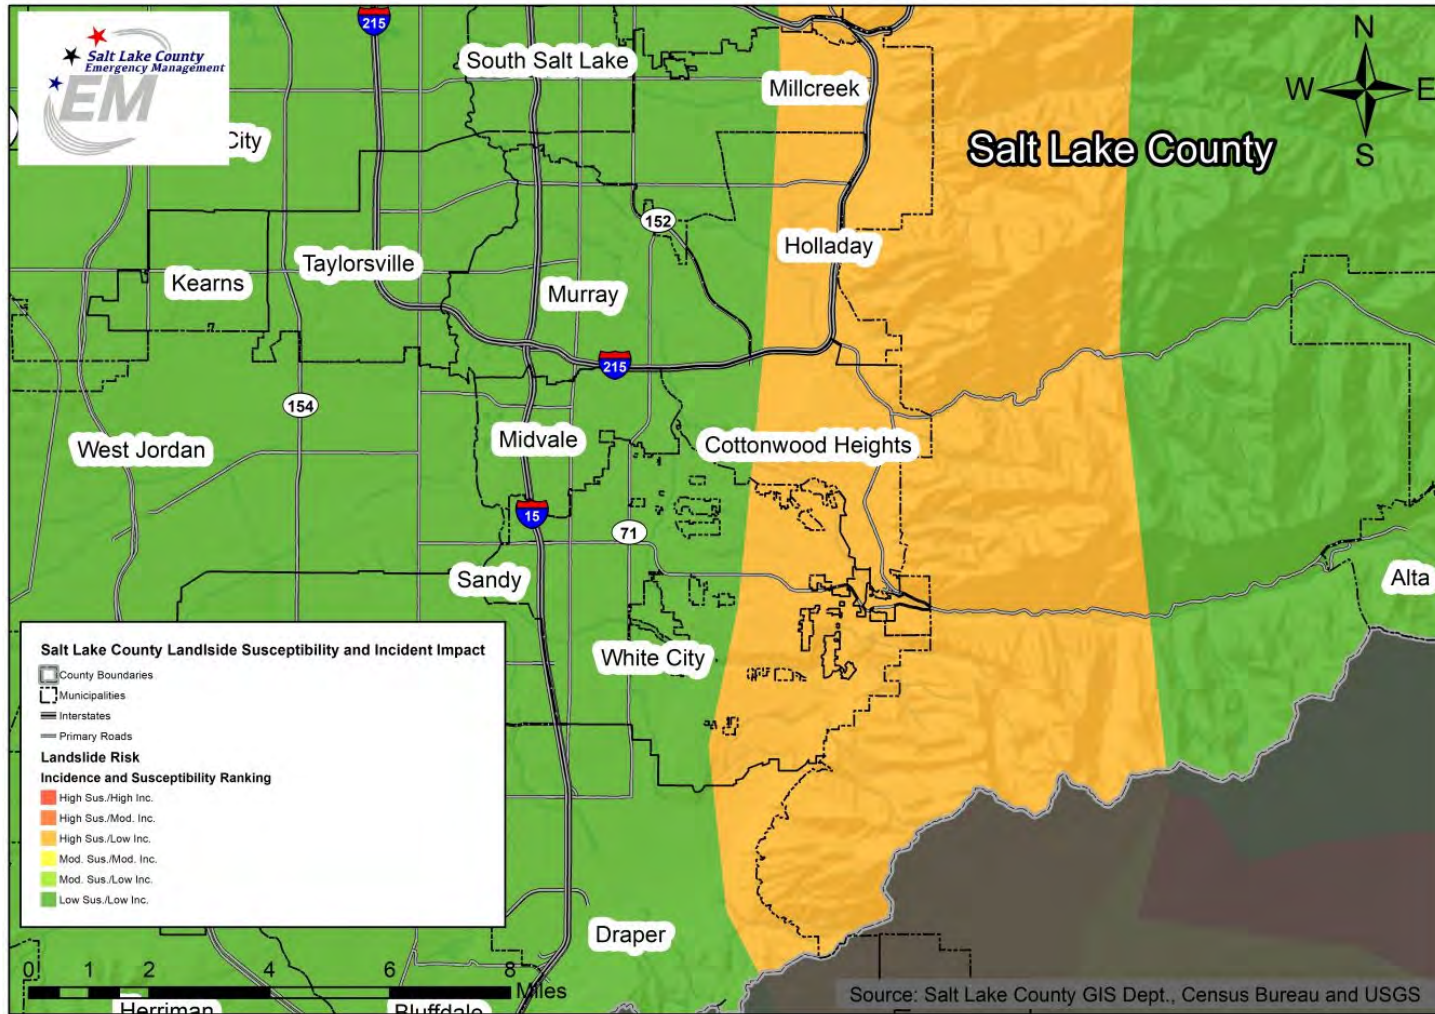 215
Salt Lake County
Emergency Management
EM
City
South Salt Lake
Millcreek
N
W
E
S
Salt Lake County
152
Holladay
Taylorsville
Kearns
Murray
215
154
Midvale
Cottonwood Heights
West Jordan
15
71
Sandy
Alta
White City
Salt Lake County Landslide Susceptibility and Incident Impact
County Boundaries
Municipalities
Interstates
Primary Roads
Landslide Risk
Incidence and Susceptibility Ranking
High Sus./High Inc.
High Sus./Mod. Inc.
High Sus./Low Inc.
Mod. Sus./Mod. Inc.
Mod. Sus./Low Inc.
Low Sus./Low Inc.
Draper
0 1 2 4 6 8
Miles
Herriman
Bluffdale
Source: Salt Lake County GIS Dept., Census Bureau and USGS